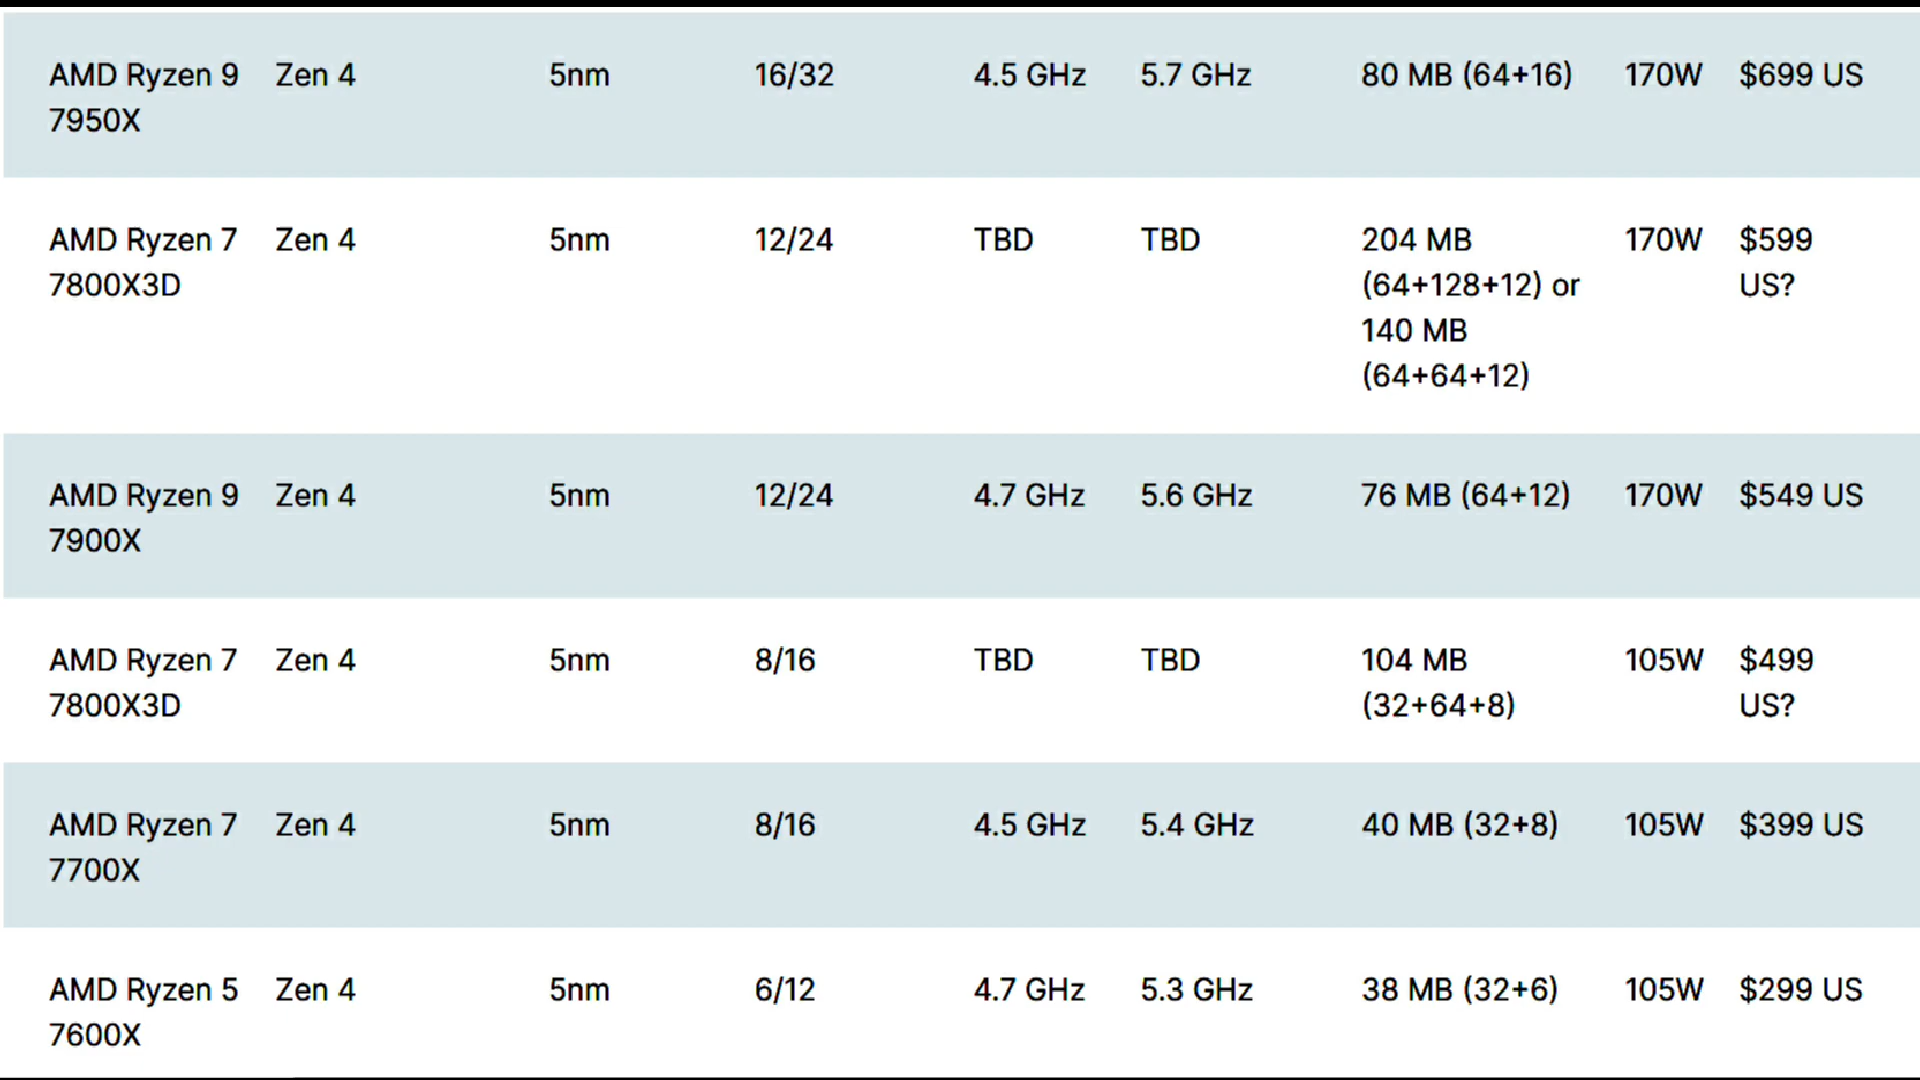 AMD Ryzen 9 Zen 4 5nm 16/32 4.5 GHz 5.7 GHz 80 MB (64+16) 170W $699 US
7950X
AMD Ryzen 7 Zen 4 5nm 12/24 TBD TBD 204 MB 170W $599
7800X3D (64+128+12) or US?
140 MB
(64+64+12)
AMD Ryzen 9 Zen 4 5nm 12/24 4.7 GHz 5.6 GHz 76 MB (64+12) 170W $549 US
7900X
AMD Ryzen 7 Zen 4 5nm 8/16 TBD TBD 104 MB 105W $499
7800X3D (32+64+8) US?
AMD Ryzen 7 Zen 4 5nm 8/16 4.5 GHz 5.4 GHz 40 MB (32+8) 105W $399 US
7700X
AMD Ryzen 5 Zen 4 5nm 6/12 4.7 GHz 5.3 GHz 38 MB (32+6) 105W $299 US
7600X